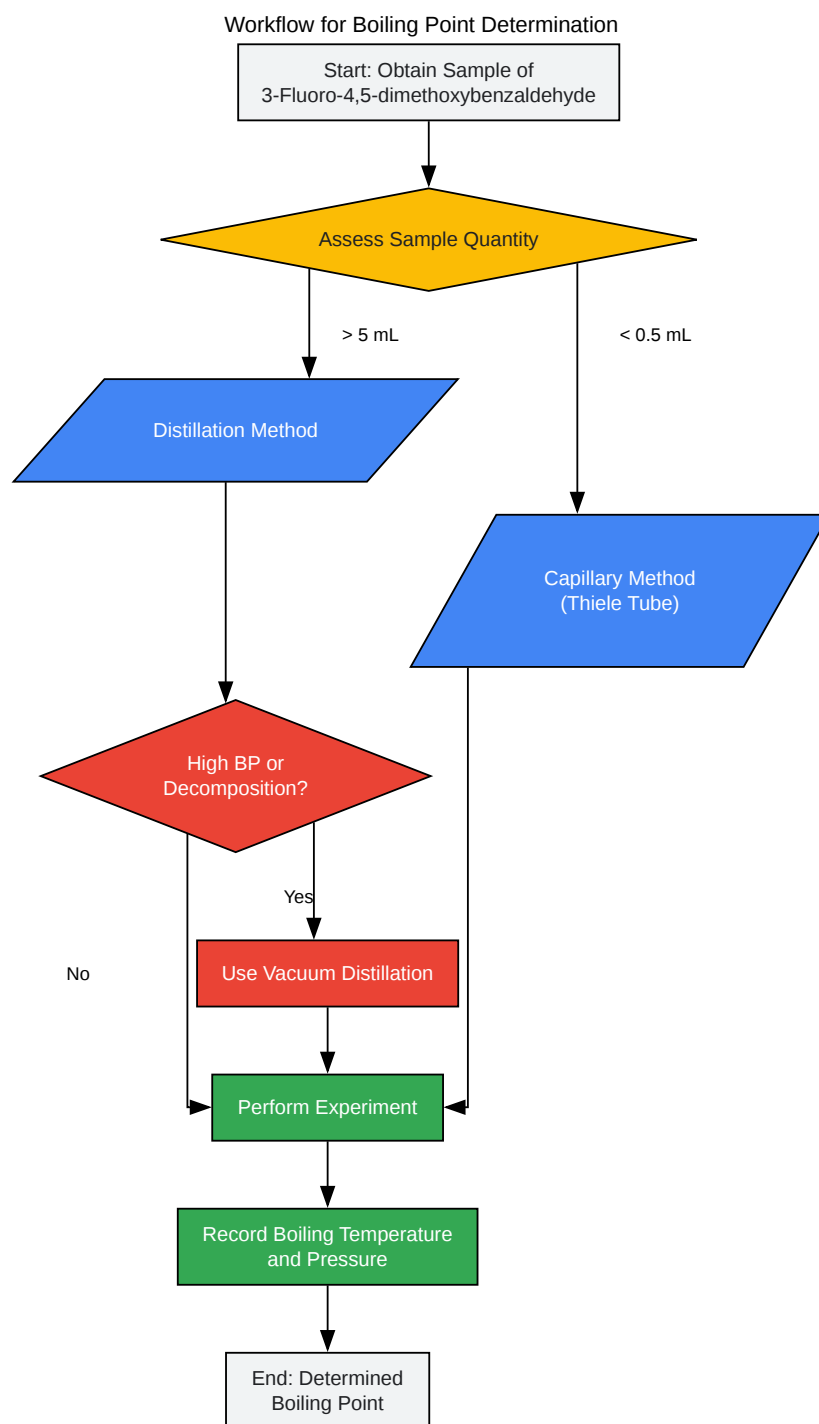 Workflow for Boiling Point Determination
Start: Obtain Sample of
3-Fluoro-4,5-dimethoxybenzaldehyde
Assess Sample Quantity
> 5 mL
< 0.5 mL
Distillation Method
Capillary Method
(Thiele Tube)
High BP or
Decomposition?
Yes
Use Vacuum Distillation
No
Perform Experiment
Record Boiling Temperature
and Pressure
End: Determined
Boiling Point